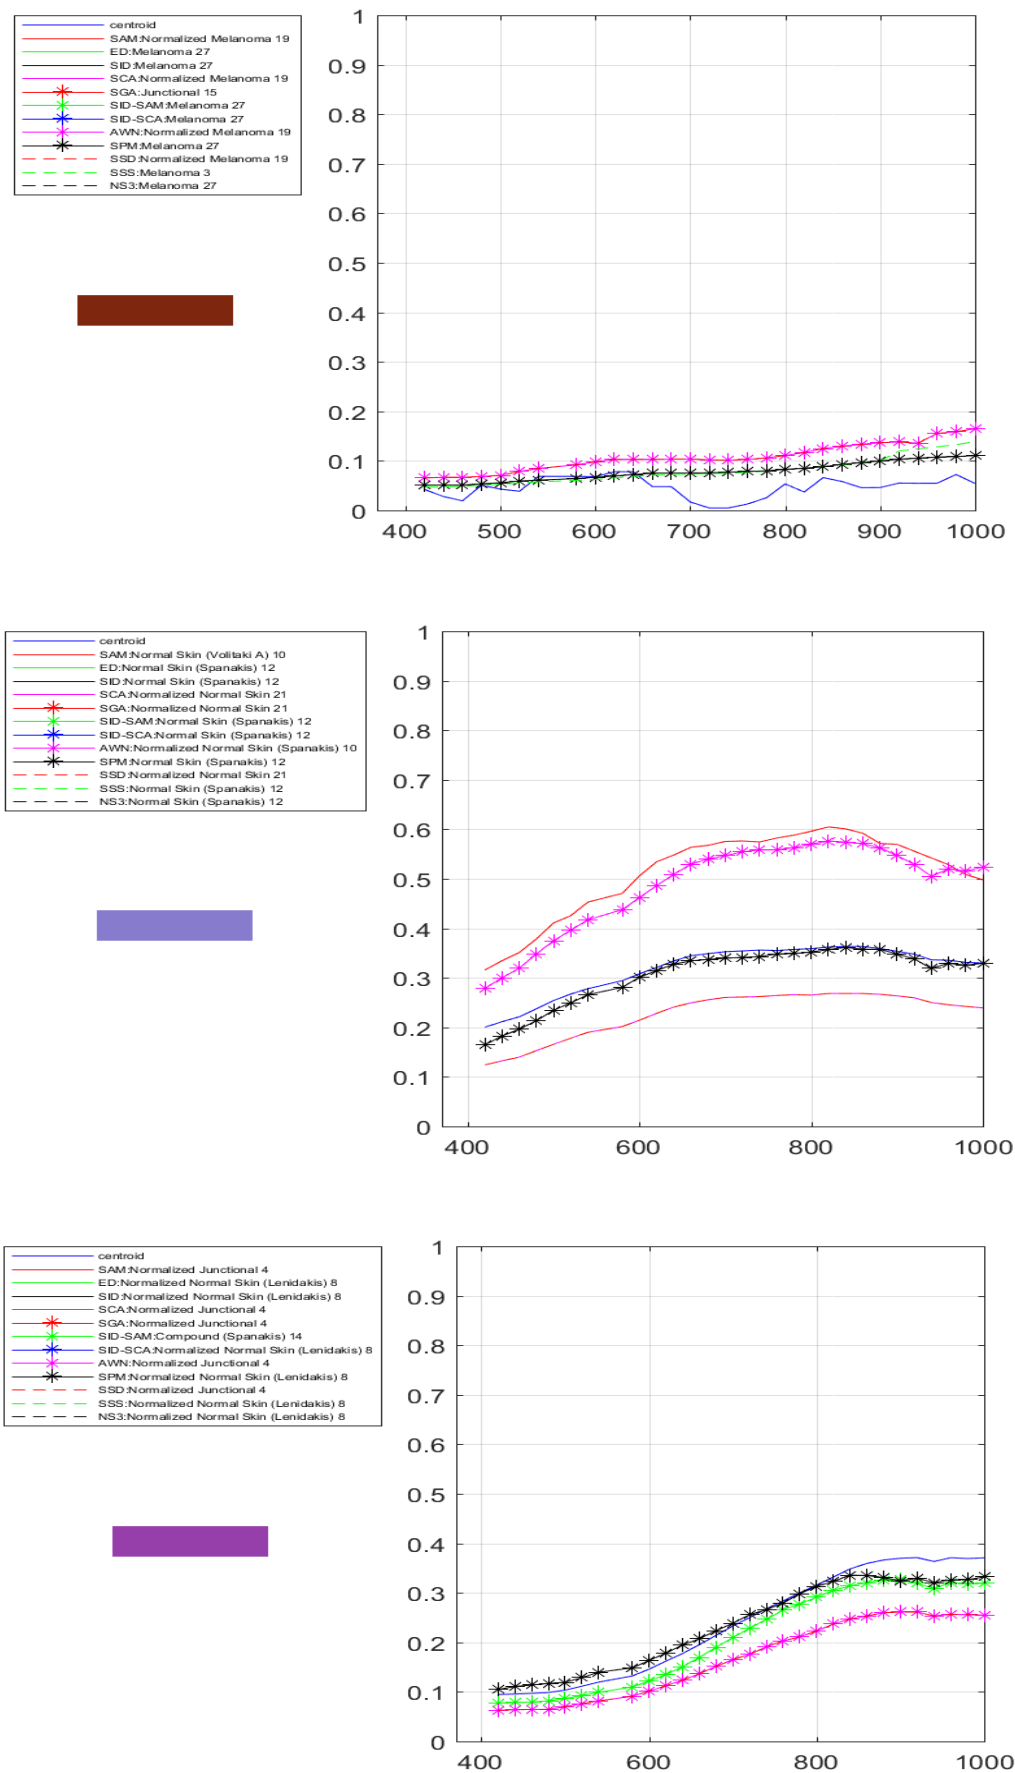 centroid
SAM:Normalized Melanoma 19
ED:Melanoma 27
SID:Melanoma 27
SCA:Normalized Melanoma 19
SGA:Junctional 15
SID-SAM:Melanoma 27
SID-SCA:Melanoma 27
AWN:Normalized Melanoma 19
SPM:Melanoma 27
SSD:Normalized Melanoma 19
SSS:Melanoma 3
NS3:Melanoma 27
1
0.9
0.8
0.7
0.6
0.5
0.4
0.3
0.2
0.1
0
400 500 600 700 800 900 1000
centroid
SAM:Normal Skin (Volitaki A) 10
ED:Normal Skin (Spanakis) 12
SID:Normal Skin (Spanakis) 12
SCA:Normalized Normal Skin 21
SGA:Normalized Normal Skin 21
SID-SAM:Normal Skin (Spanakis) 12
SID-SCA:Normal Skin (Spanakis) 12
AWN:Normalized Normal Skin (Spanakis) 10
SPM:Normal Skin (Spanakis) 12
SSD:Normalized Normal Skin 21
SSS:Normal Skin (Spanakis) 12
NS3:Normal Skin (Spanakis) 12
1
0.9
0.8
0.7
0.6
0.5
0.4
0.3
0.2
0.1
0
400 600 800 1000
centroid
SAM:Normalized Junctional 4
ED:Normalized Normal Skin (Lenidakis) 8
SID:Normalized Normal Skin (Lenidakis) 8
SCA:Normalized Junctional 4
SGA:Normalized Junctional 4
SID-SAM:Compound (Spanakis) 14
SID-SCA:Normalized Normal Skin (Lenidakis) 8
AWN:Normalized Junctional 4
SPM:Normalized Normal Skin (Lenidakis) 8
SSD:Normalized Junctional 4
SSS:Normalized Normal Skin (Lenidakis) 8
NS3:Normalized Normal Skin (Lenidakis) 8
1
0.9
0.8
0.7
0.6
0.5
0.4
0.3
0.2
0.1
0
400 600 800 1000